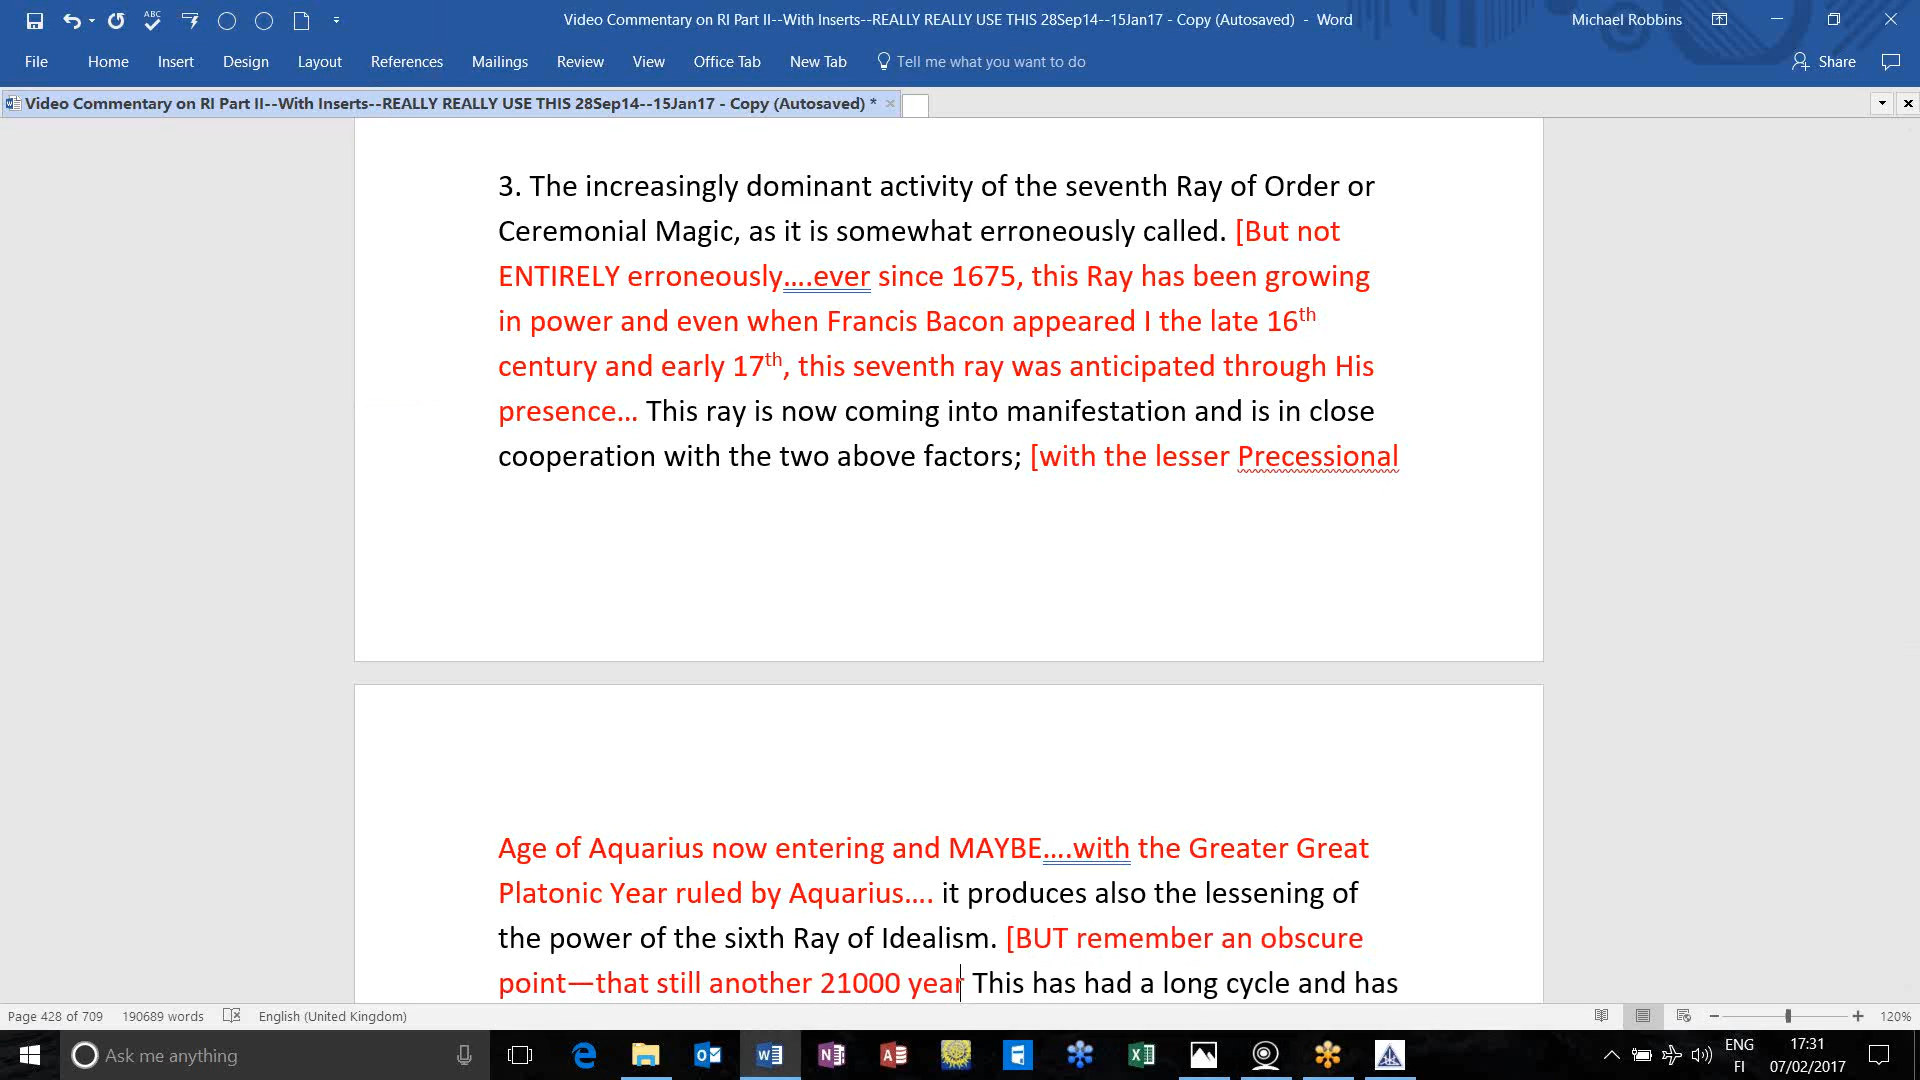 Video Commentary on RI Part II--With Inserts--REALLY REALLY USE THIS 28Sep14--15Jan17 - Copy (Autosaved) - Word
Michael Robbins
File Home Insert Design Layout References Mailings Review View Office Tab New Tab Tell me what you want to do Share
Video Commentary on RI Part II--With Inserts--REALLY REALLY USE THIS 28Sep14--15Jan17 - Copy (Autosaved) *
3. The increasingly dominant activity of the seventh Ray of Order or
Ceremonial Magic, as it is somewhat erroneously called. [But not
ENTIRELY erroneously….ever since 1675, this Ray has been growing
in power and even when Francis Bacon appeared I the late 16th
century and early 17th, this seventh ray was anticipated through His
presence… This ray is now coming into manifestation and is in close
cooperation with the two above factors; [with the lesser Precessional
Age of Aquarius now entering and MAYBE….with the Greater Great
Platonic Year ruled by Aquarius…. it produces also the lessening of
the power of the sixth Ray of Idealism. [BUT remember an obscure
point—that still another 21000 year This has had a long cycle and has
Page 428 of 709 190689 words English (United Kingdom) 120%
Ask me anything
ENG
FI
17:31
07/02/2017